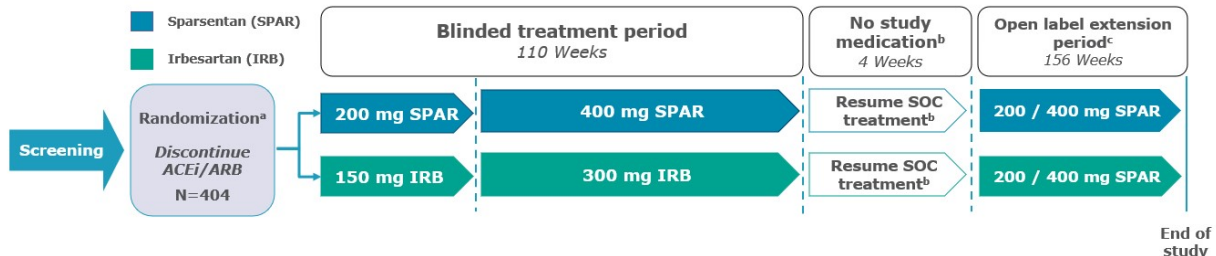 Sparsentan (SPAR)
Irbesartan (IRB)
Blinded treatment period
110 Weeks
No study
medicationᵇ
4 Weeks
Open label extension
periodᶜ
156 Weeks
Screening
Randomizationᵃ
Discontinue
ACEi/ARB
N=404
200 mg SPAR
400 mg SPAR
Resume SOC
treatmentᵇ
200 / 400 mg SPAR
150 mg IRB
300 mg IRB
Resume SOC
treatmentᵇ
200 / 400 mg SPAR
End of
study